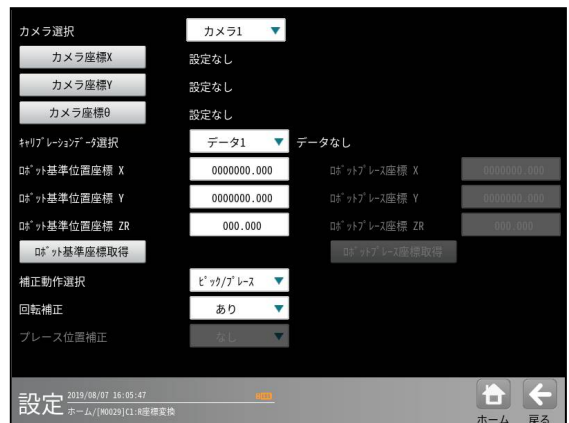 カメラ選択 カメラ1
カメラ座標X 設定なし
カメラ座標Y 設定なし
カメラ座標θ 設定なし
ｷｬﾘﾌﾞﾚｰｼｮﾝﾃﾞｰﾀ選択 データ1 データなし
ﾛﾎﾞｯﾄ基準位置座標 X 0000000.000 ﾛﾎﾞｯﾄﾌﾟﾚｰｽ座標 X 0000000.000
ﾛﾎﾞｯﾄ基準位置座標 Y 0000000.000 ﾛﾎﾞｯﾄﾌﾟﾚｰｽ座標 Y 0000000.000
ﾛﾎﾞｯﾄ基準位置座標 ZR 000.000 ﾛﾎﾞｯﾄﾌﾟﾚｰｽ座標 ZR 000.000
ﾛﾎﾞｯﾄ基準座標取得 ﾛﾎﾞｯﾄﾌﾟﾚｰｽ座標取得
補正動作選択 ﾋﾟｯｸ/ﾌﾟﾚｰｽ
回転補正 あり
プレース位置補正 なし
設定 2019/08/07 16:05:47
ホーム/[M0029]C1:R座標変換
ホーム 戻る